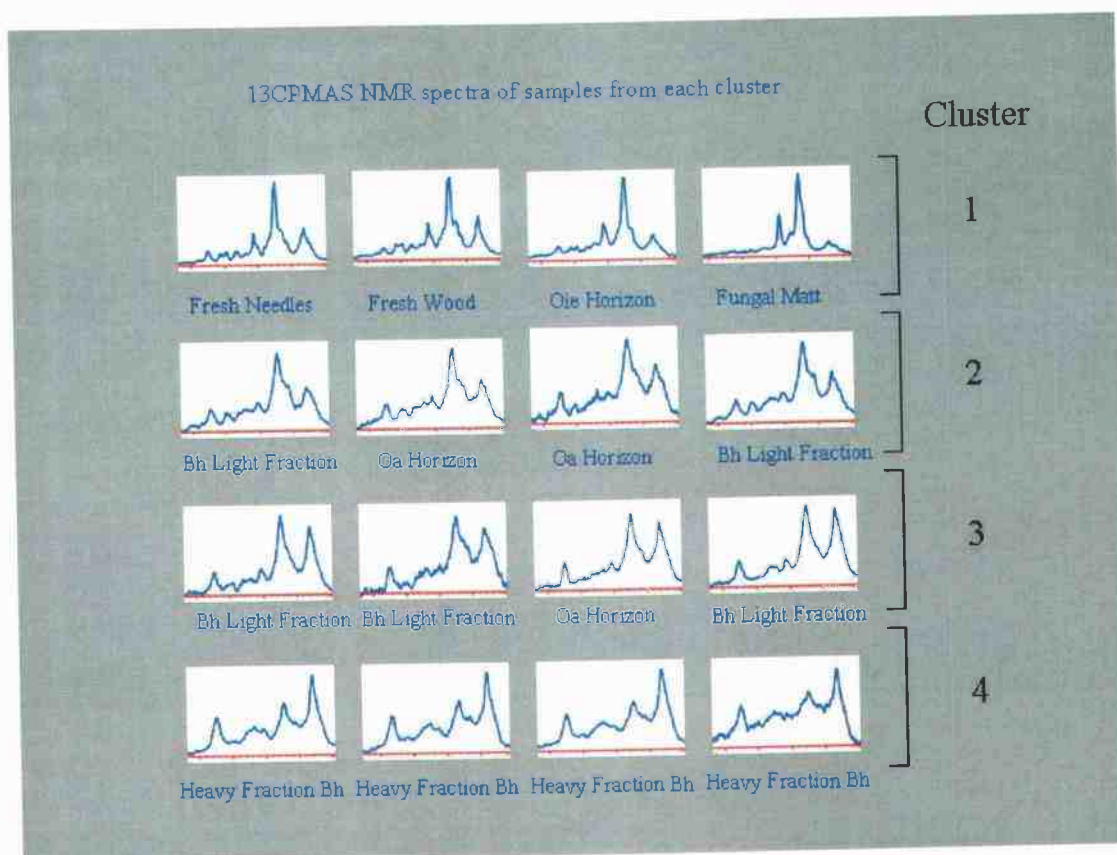 13CPMAS NMR spectra of samples from each cluster
Cluster
Fresh Needles Fresh Wood Oie Horizon Fungal Matt
1
Bh Light Fraction Oa Horizon Oa Horizon Bh Light Fraction
2
Bh Light Fraction Bh Light Fraction Oa Horizon Bh Light Fraction
3
Heavy Fraction Bh Heavy Fraction Bh Heavy Fraction Bh Heavy Fraction Bh
4